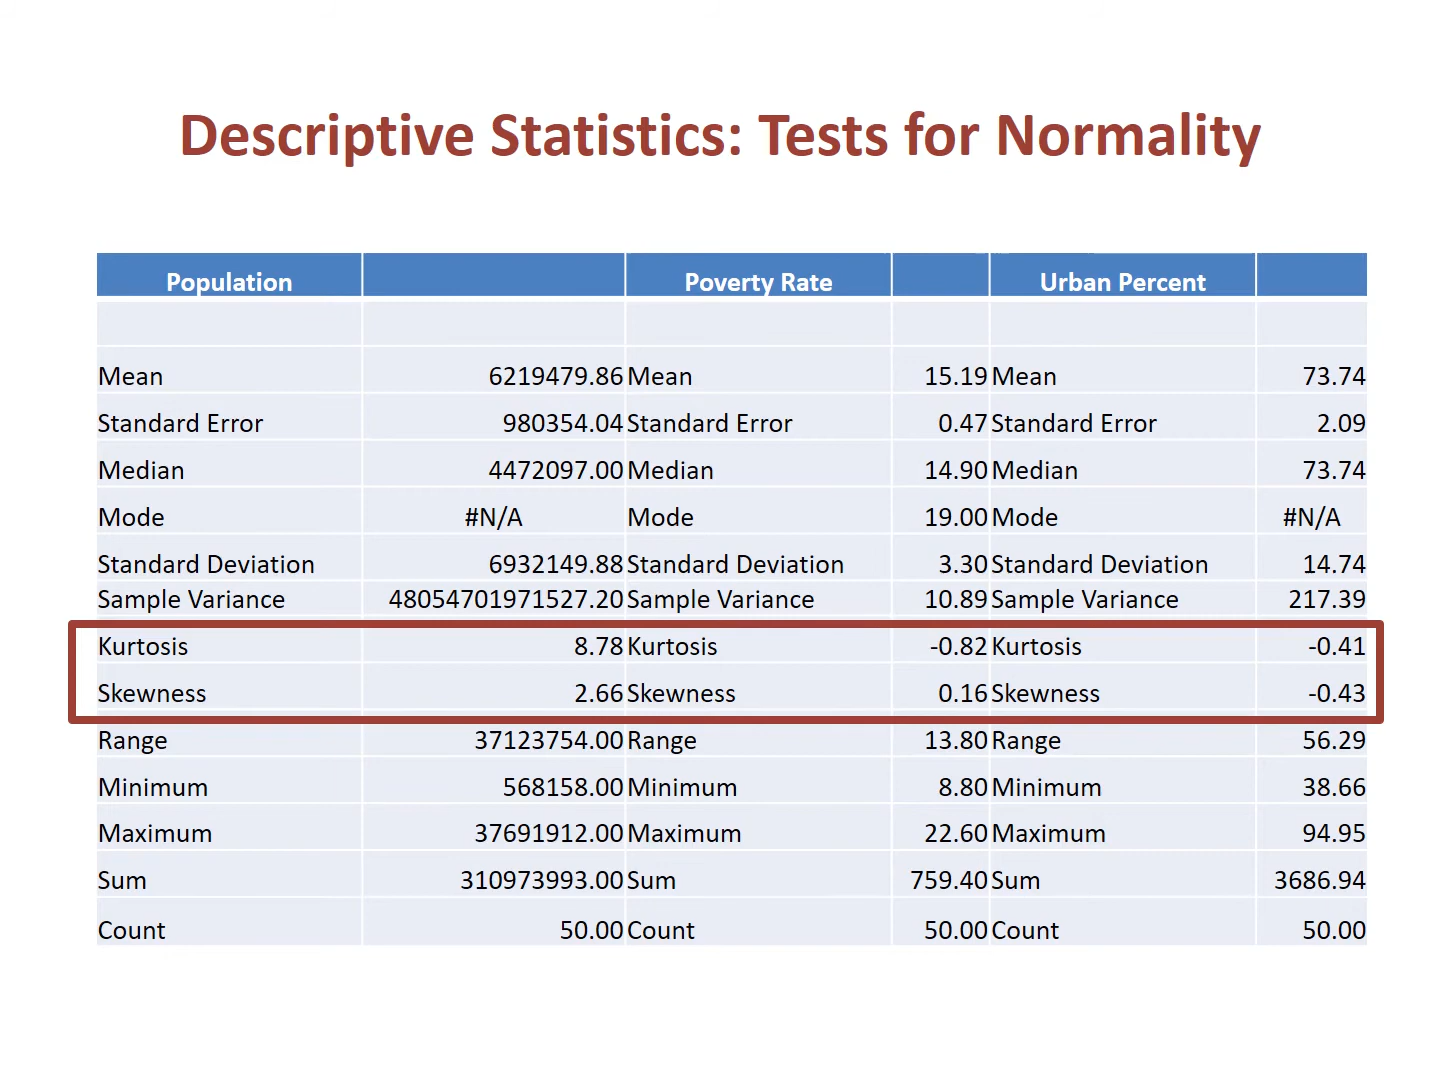 Descriptive Statistics: Tests for Normality
Population Poverty Rate Urban Percent
Mean 6219479.86 Mean 15.19 Mean 73.74
Standard Error 980354.04 Standard Error 0.47 Standard Error 2.09
Median 4472097.00 Median 14.90 Median 73.74
Mode #N/A Mode 19.00 Mode #N/A
Standard Deviation 6932149.88 Standard Deviation 3.30 Standard Deviation 14.74
Sample Variance 48054701971527.20 Sample Variance 10.89 Sample Variance 217.39
Kurtosis 8.78 Kurtosis -0.82 Kurtosis -0.41
Skewness 2.66 Skewness 0.16 Skewness -0.43
Range 37123754.00 Range 13.80 Range 56.29
Minimum 568158.00 Minimum 8.80 Minimum 38.66
Maximum 37691912.00 Maximum 22.60 Maximum 94.95
Sum 310973993.00 Sum 759.40 Sum 3686.94
Count 50.00 Count 50.00 Count 50.00